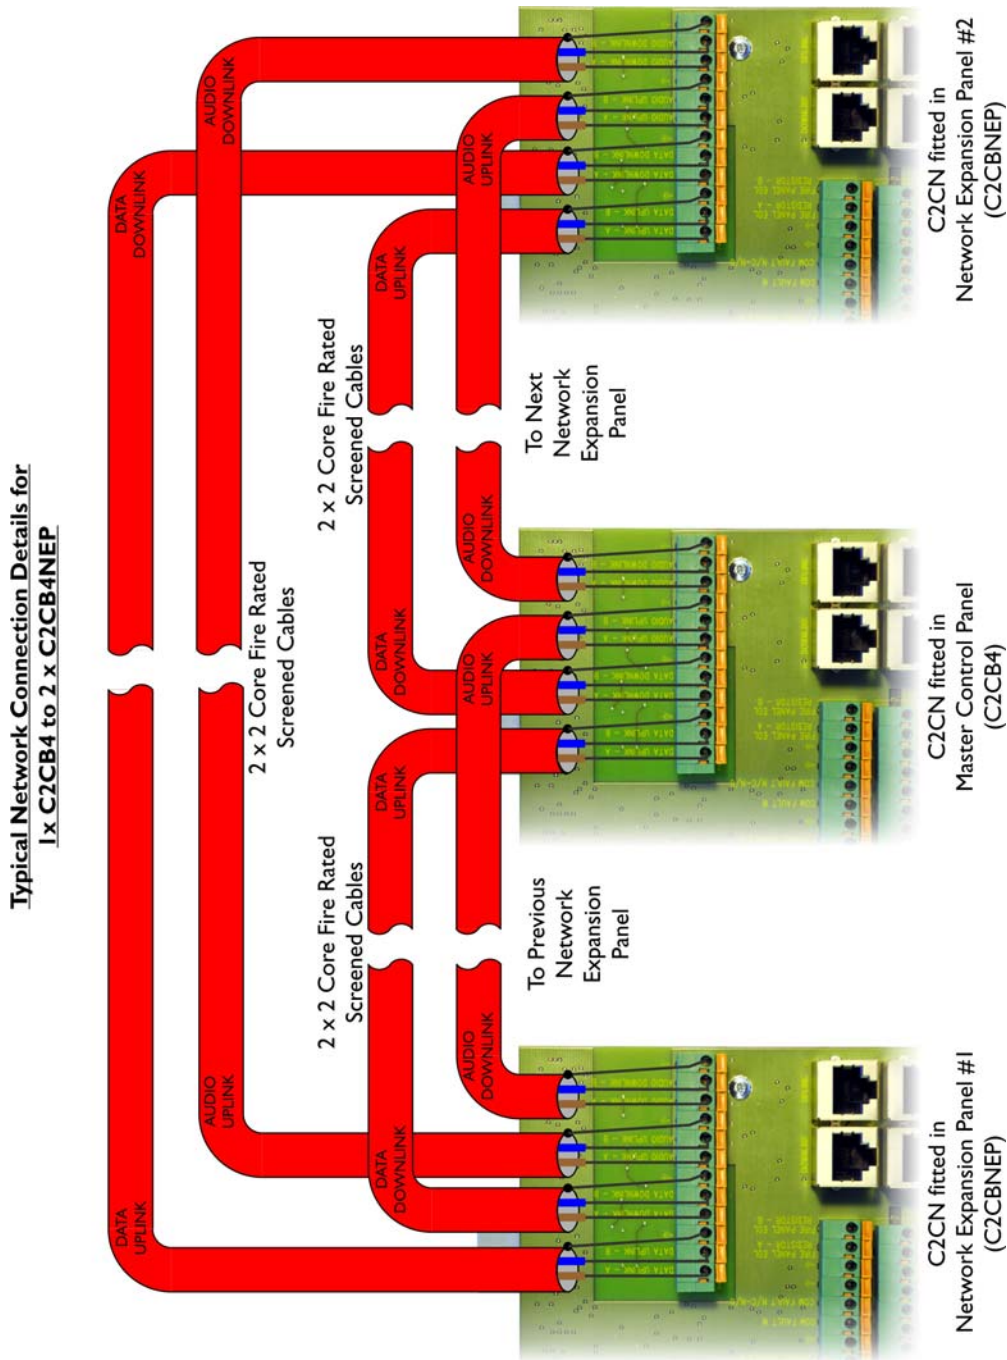 Typical Network Connection Details for
1x C2CB4 to 2 x C2CB4NEP
DATA
UPLINK
DATA
DOWNLINK
AUDIO
UPLINK
AUDIO
DOWNLINK
2 x 2 Core Fire Rated
Screened Cables
2 x 2 Core Fire Rated
Screened Cables
2 x 2 Core Fire Rated
Screened Cables
DATA
DOWNLINK
DATA
UPLINK
DATA
DOWNLINK
DATA
UPLINK
AUDIO
DOWNLINK
AUDIO
UPLINK
AUDIO
DOWNLINK
AUDIO
UPLINK
To Previous
Network
Expansion
Panel
To Next
Network
Expansion
Panel
C2CN fitted in
Network Expansion Panel #1
(C2CBNEP)
C2CN fitted in
Master Control Panel
(C2CB4)
C2CN fitted in
Network Expansion Panel #2
(C2CBNEP)